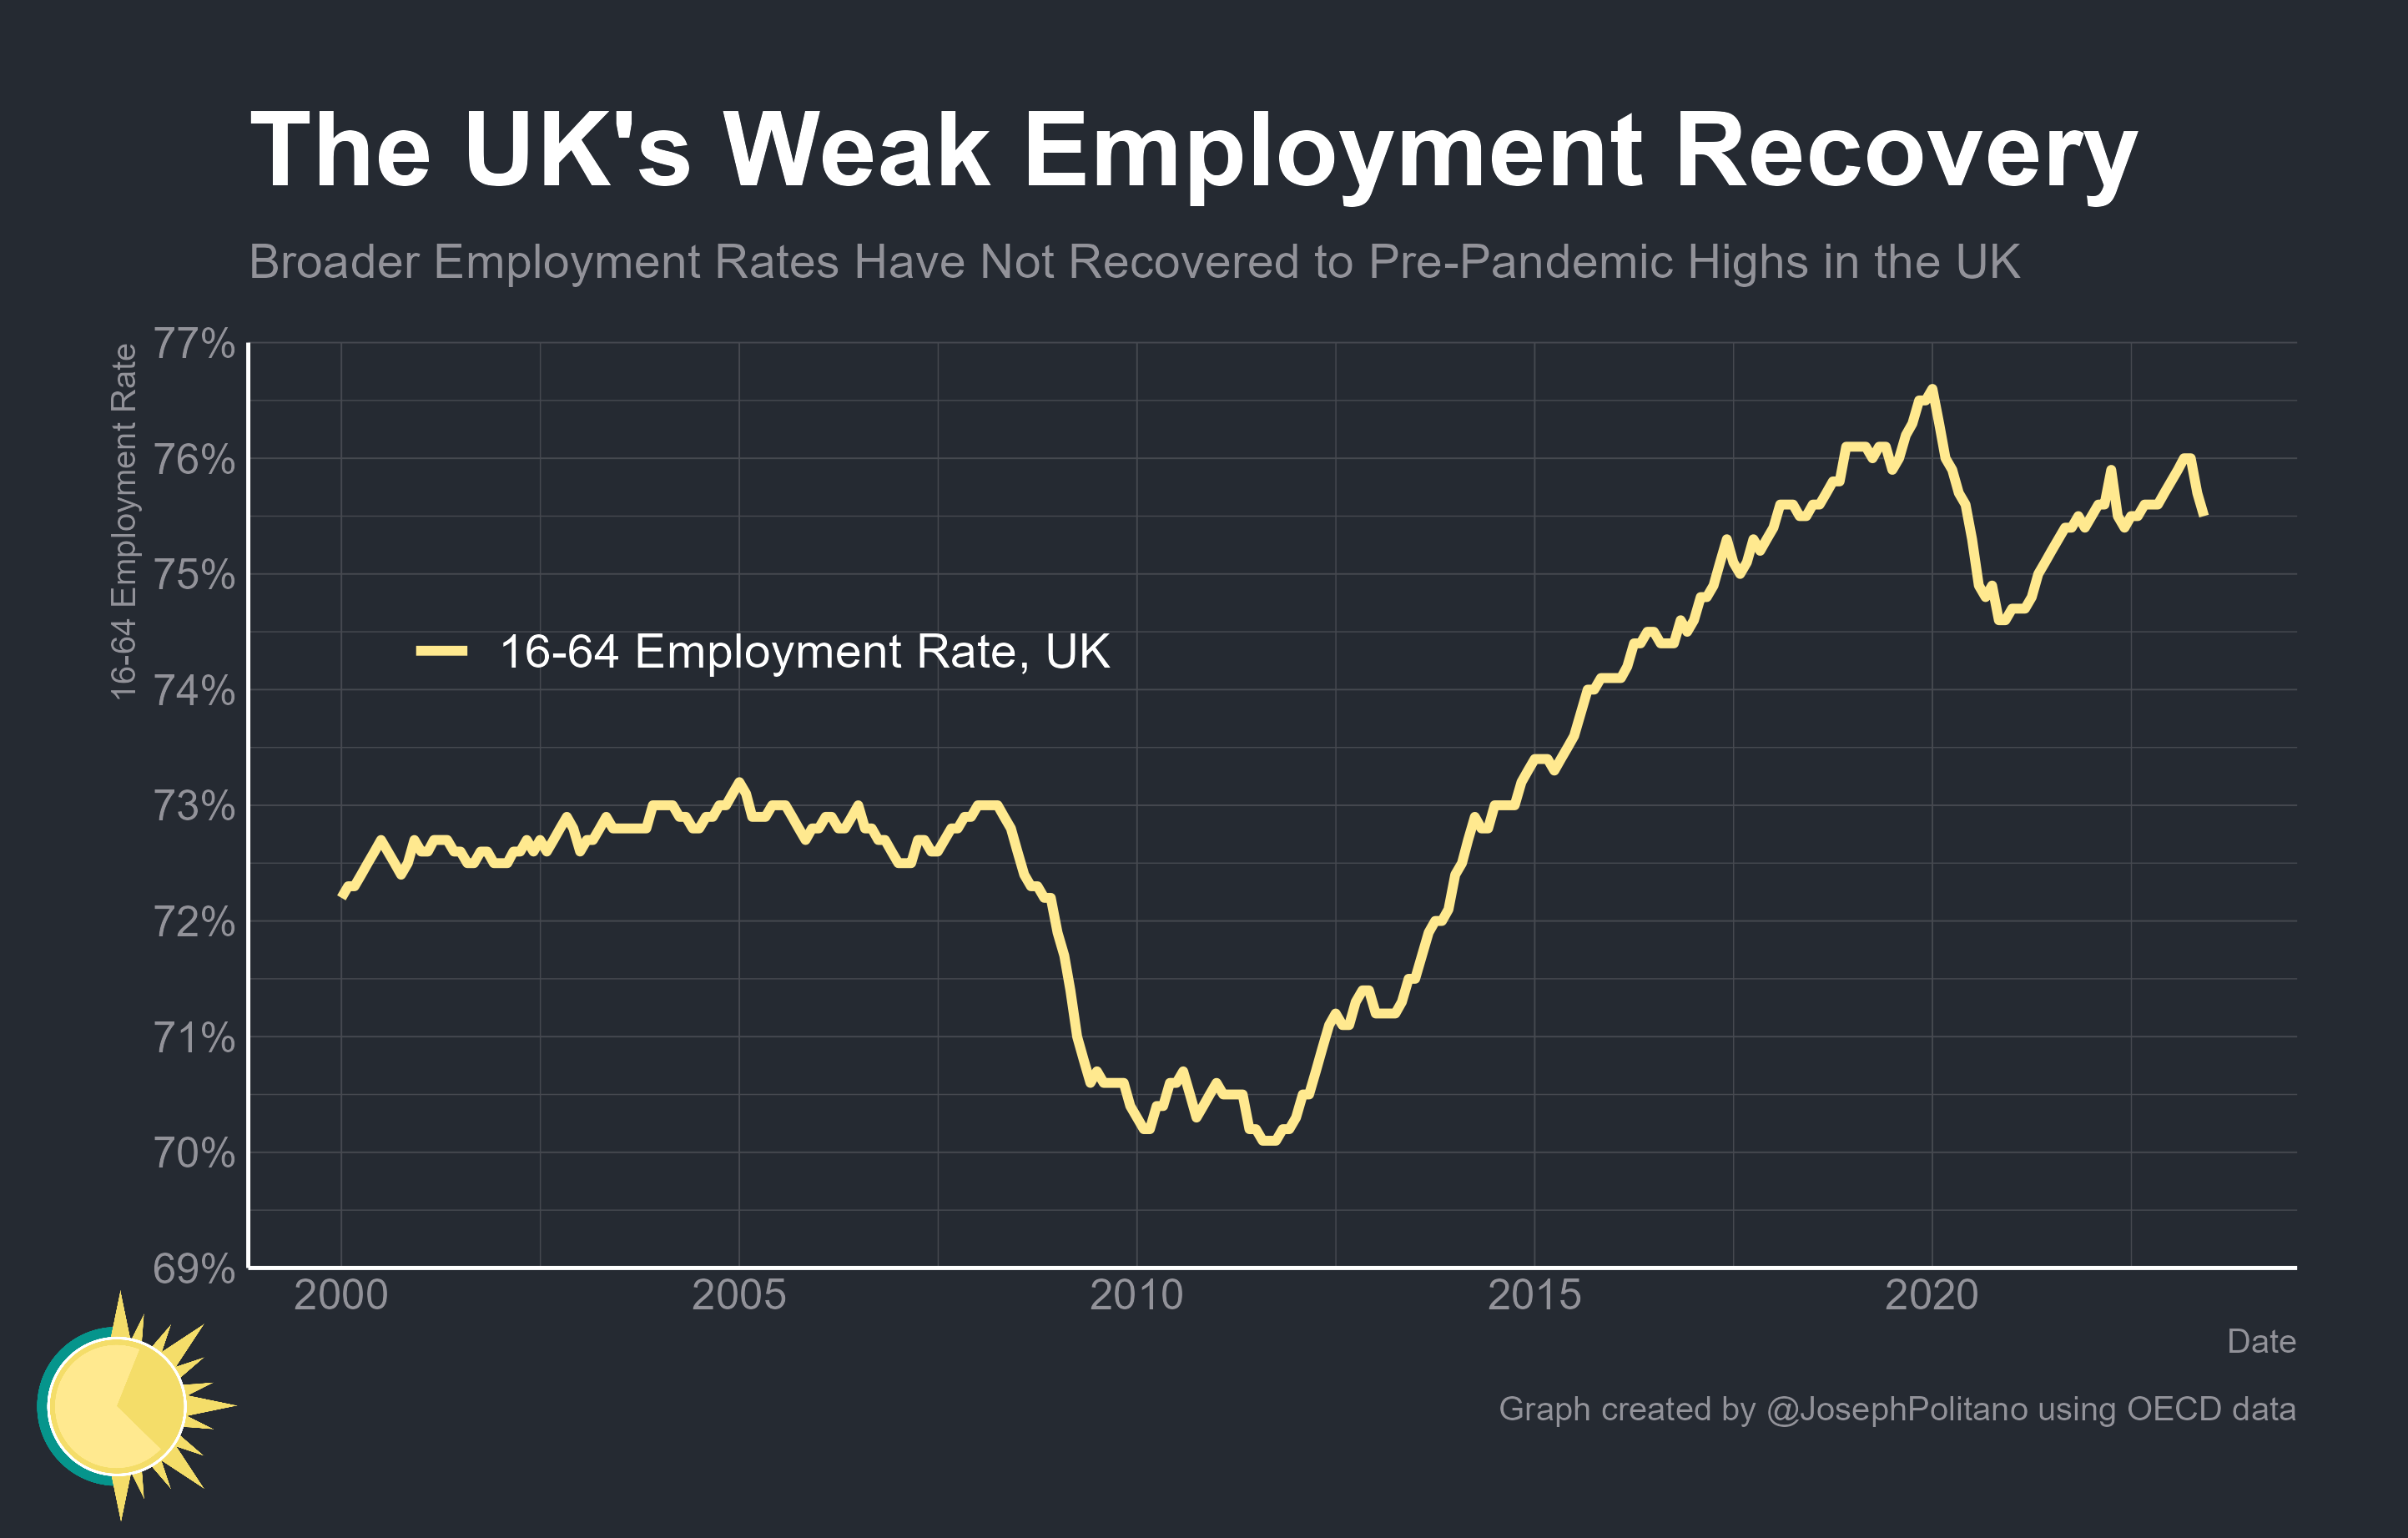 The UK's Weak Employment Recovery
Broader Employment Rates Have Not Recovered to Pre-Pandemic Highs in the UK
16-64 Employment Rate
77%
76%
75%
74%
73%
72%
71%
70%
69%
16-64 Employment Rate, UK
2000 2005 2010 2015 2020
Date
Graph created by @JosephPolitano using OECD data